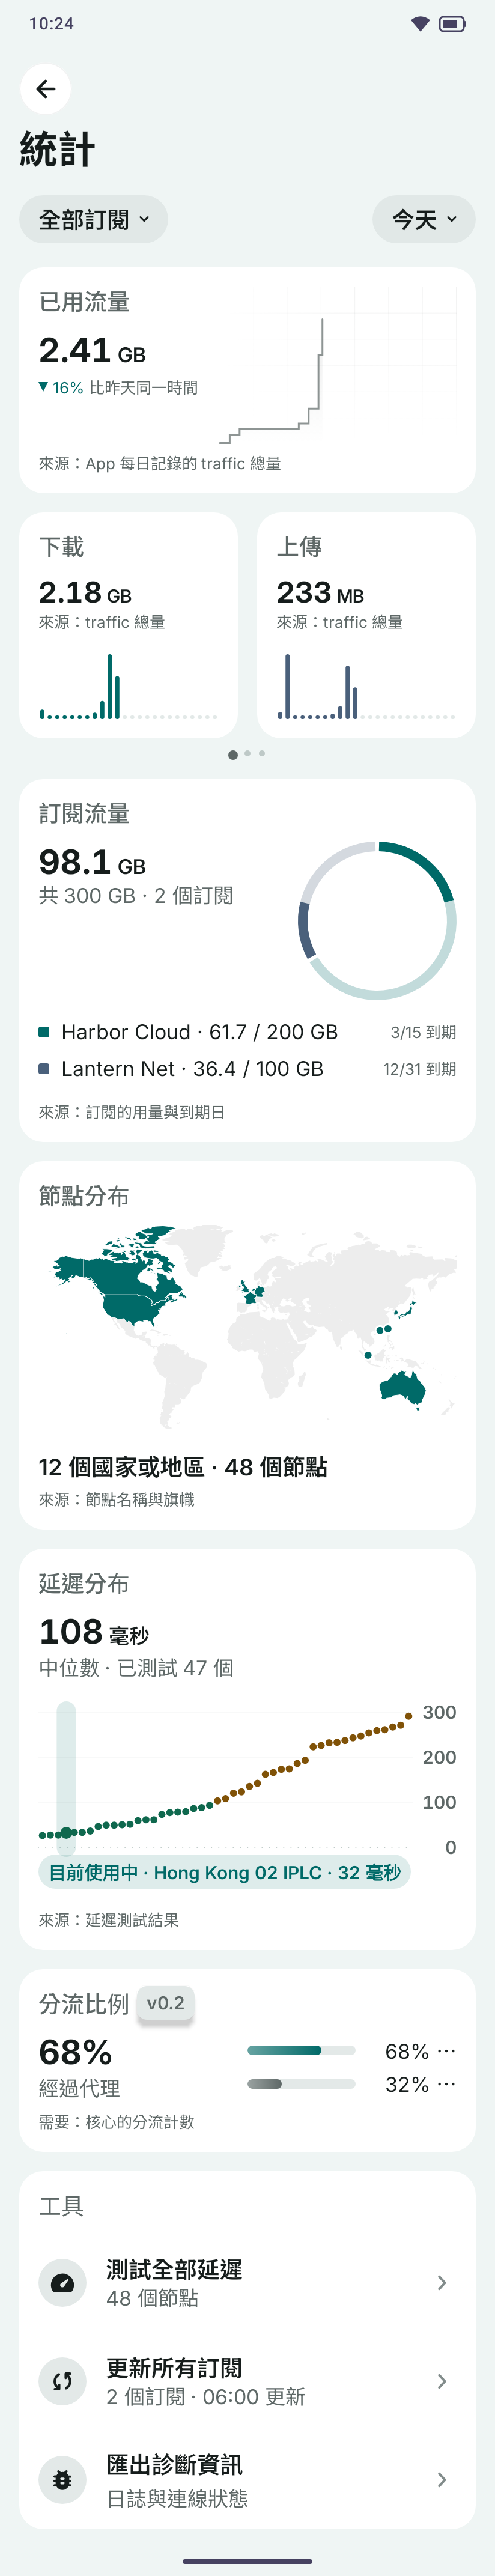 10:24
統計
全部訂閱
今天
已用流量
2.41 GB
▼16% 比昨天同一時間
來源：App 每日記錄的 traffic 總量
下載
2.18 GB
來源：traffic 總量
上傳
233 MB
來源：traffic 總量
訂閱流量
98.1 GB
共 300 GB · 2 個訂閱
Harbor Cloud · 61.7 / 200 GB
3/15 到期
Lantern Net · 36.4 / 100 GB
12/31 到期
來源：訂閱的用量與到期日
節點分布
12 個國家或地區 · 48 個節點
來源：節點名稱與旗幟
延遲分布
108 毫秒
中位數 · 已測試 47 個
300
200
100
0
目前使用中 · Hong Kong 02 IPLC · 32 毫秒
來源：延遲測試結果
分流比例 v0.2
68%
經過代理
68% ···
32% ···
需要：核心的分流計數
工具
測試全部延遲
48 個節點
更新所有訂閱
2 個訂閱 · 06:00 更新
匯出診斷資訊
日誌與連線狀態